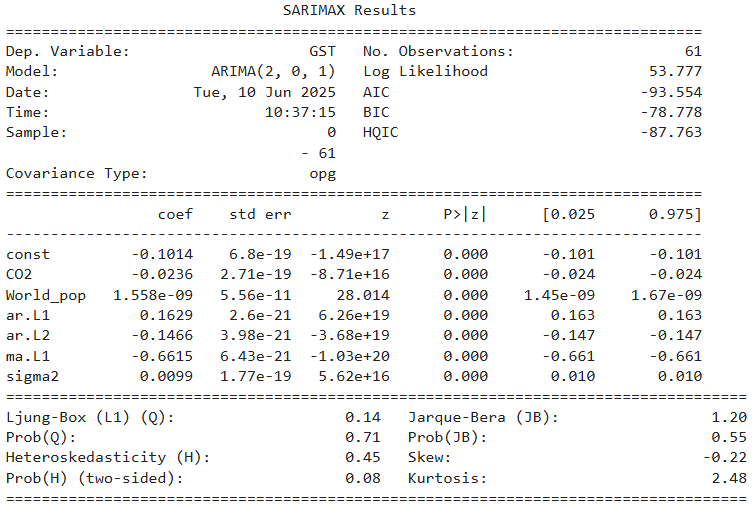 SARIMAX Results
==============================================================================
Dep. Variable:                    GST   No. Observations:                   61
Model:                 ARIMA(2, 0, 1)   Log Likelihood                  53.777
Date:                Tue, 10 Jun 2025   AIC                            -93.554
Time:                        10:37:15   BIC                            -78.778
Sample:                             0   HQIC                           -87.763
- 61
Covariance Type:                  opg
==============================================================================
coef    std err          z      P>|z|      [0.025      0.975]
------------------------------------------------------------------------------
const         -0.1014    6.8e-19  -1.49e+17      0.000      -0.101      -0.101
CO2           -0.0236   2.71e-19  -8.71e+16      0.000      -0.024      -0.024
World_pop   1.558e-09   5.56e-11     28.014      0.000    1.45e-09    1.67e-09
ar.L1          0.1629    2.6e-21   6.26e+19      0.000       0.163       0.163
ar.L2         -0.1466   3.98e-21  -3.68e+19      0.000      -0.147      -0.147
ma.L1         -0.6615   6.43e-21  -1.03e+20      0.000      -0.661      -0.661
sigma2         0.0099   1.77e-19   5.62e+16      0.000       0.010       0.010
===================================================================================
Ljung-Box (L1) (Q):                   0.14   Jarque-Bera (JB):                 1.20
Prob(Q):                              0.71   Prob(JB):                         0.55
Heteroskedasticity (H):               0.45   Skew:                            -0.22
Prob(H) (two-sided):                  0.08   Kurtosis:                         2.48
===================================================================================